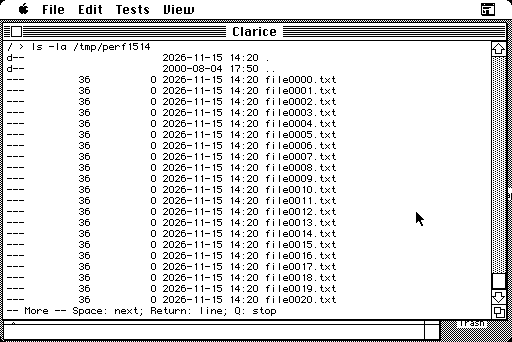 File Edit Tests View
Clarice
/ > ls -la /tmp/perf1514
d-- 2026-11-15 14:20 .
d-- 2000-08-04 17:50 ..
--- 36 0 2026-11-15 14:20 file0000.txt
--- 36 0 2026-11-15 14:20 file0001.txt
--- 36 0 2026-11-15 14:20 file0002.txt
--- 36 0 2026-11-15 14:20 file0003.txt
--- 36 0 2026-11-15 14:20 file0004.txt
--- 36 0 2026-11-15 14:20 file0005.txt
--- 36 0 2026-11-15 14:20 file0006.txt
--- 36 0 2026-11-15 14:20 file0007.txt
--- 36 0 2026-11-15 14:20 file0008.txt
--- 36 0 2026-11-15 14:20 file0009.txt
--- 36 0 2026-11-15 14:20 file0010.txt
--- 36 0 2026-11-15 14:20 file0011.txt
--- 36 0 2026-11-15 14:20 file0012.txt
--- 36 0 2026-11-15 14:20 file0013.txt
--- 36 0 2026-11-15 14:20 file0014.txt
--- 36 0 2026-11-15 14:20 file0015.txt
--- 36 0 2026-11-15 14:20 file0016.txt
--- 36 0 2026-11-15 14:20 file0017.txt
--- 36 0 2026-11-15 14:20 file0018.txt
--- 36 0 2026-11-15 14:20 file0019.txt
--- 36 0 2026-11-15 14:20 file0020.txt
-- More -- Space: next; Return: line; Q: stop
Trash